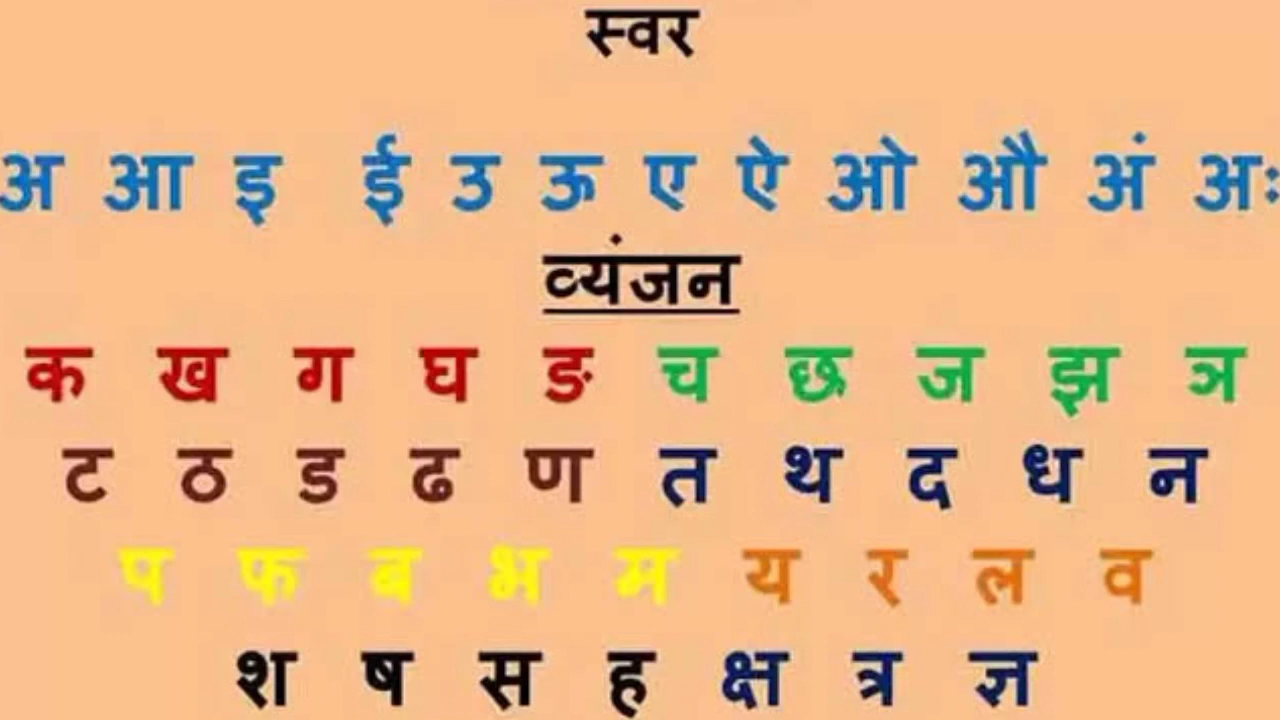 स्वर
अ आ इ ई उ ऊ ए ऐ ओ औ अं अः
व्यंजन
क ख ग घ ङ च छ ज झ ञ
ट ठ ड ढ ण त थ द ध न
प फ ब भ म य र ल व
श ष स ह क्ष त्र ज्ञ